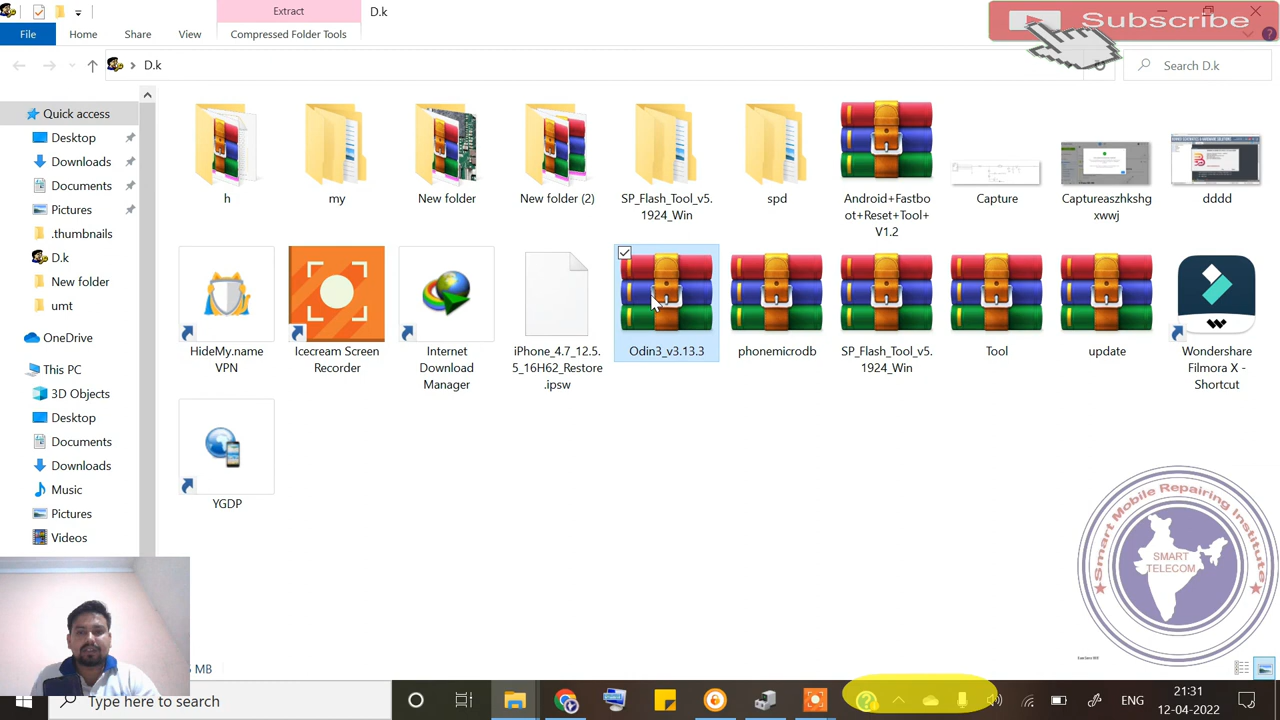 Extract
D.k
Subscribe
File
Home
Share
View
Compressed Folder Tools
D.k
Search D.k
Quick access
Desktop
Downloads
Documents
Pictures
.thumbnails
D.k
New folder
umt
OneDrive
This PC
3D Objects
Desktop
Documents
Downloads
Music
Pictures
Videos
h
my
New folder
New folder (2)
SP_Flash_Tool_v5.
1924_Win
spd
Android+Fastbo
ot+Reset+Tool+
V1.2
Capture
Captureaszhkshg
xwwj
dddd
HideMy.name
VPN
Icecream Screen
Recorder
Internet
Download
Manager
iPhone_4.7_12.5.
5_16H62_Restore
.ipsw
Odin3_v3.13.3
phonemicrodb
SP_Flash_Tool_v5.
1924_Win
Tool
update
Wondershare
Filmora X -
Shortcut
YGDP
Smart Mobile Repairing Institute
SMART
TELECOM
MB
Type here to search
ENG
21:31
12-04-2022